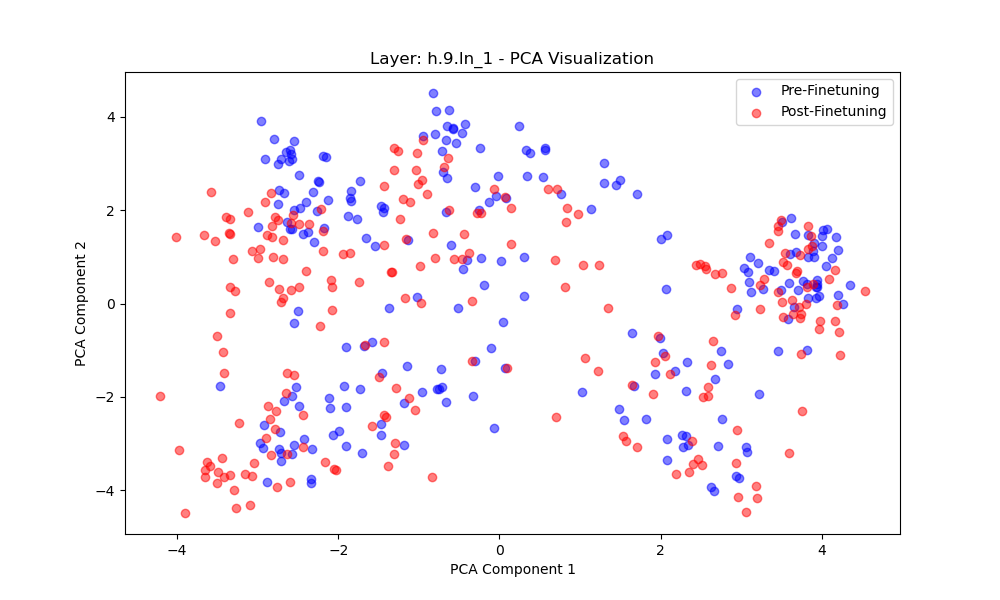 Layer: h.9.ln_1 - PCA Visualization
Pre-Finetuning
Post-Finetuning
PCA Component 2
4
2
0
−2
−4
−4
−2
0
2
4
PCA Component 1